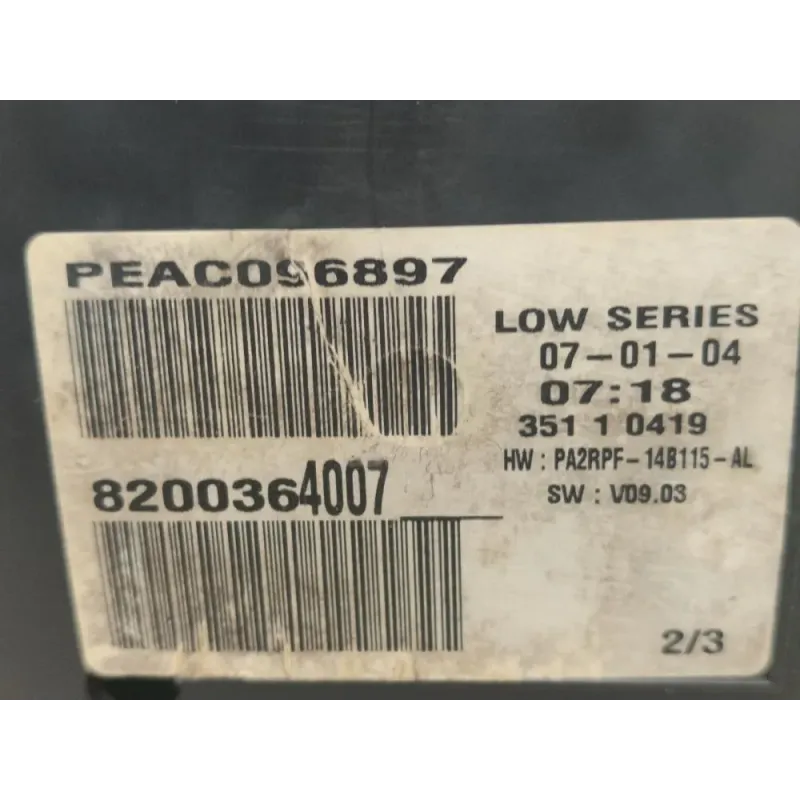 PEAC096897
8200364007
LOW SERIES
07-01-04
07:18
351 1 0419
HW : PA2RPF-14B115-AL
SW : V09.03
2/3